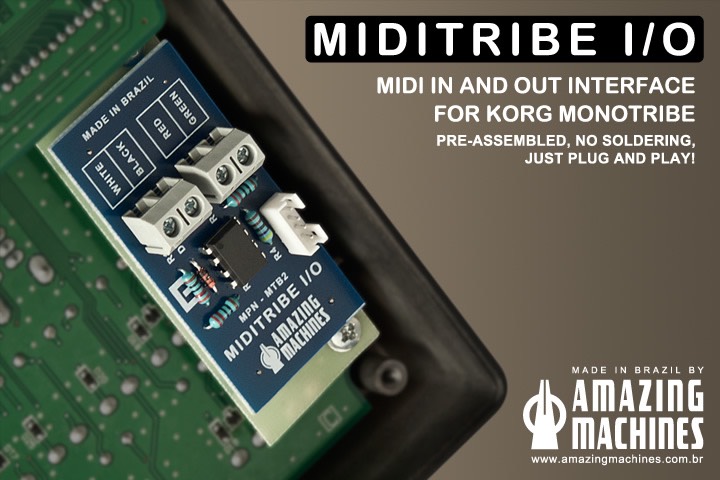 MIDITRIBE I/O
MIDI IN AND OUT INTERFACE
FOR KORG MONOTRIBE
PRE-ASSEMBLED, NO SOLDERING,
JUST PLUG AND PLAY!
MADE IN BRAZIL
WHITE
BLACK
RED
GREEN
R4
MPN - MTB2
MIDITRIBE I/O
AMAZING
MACHINES
MADE IN BRAZIL BY
AMAZING
MACHINES
www.amazingmachines.com.br